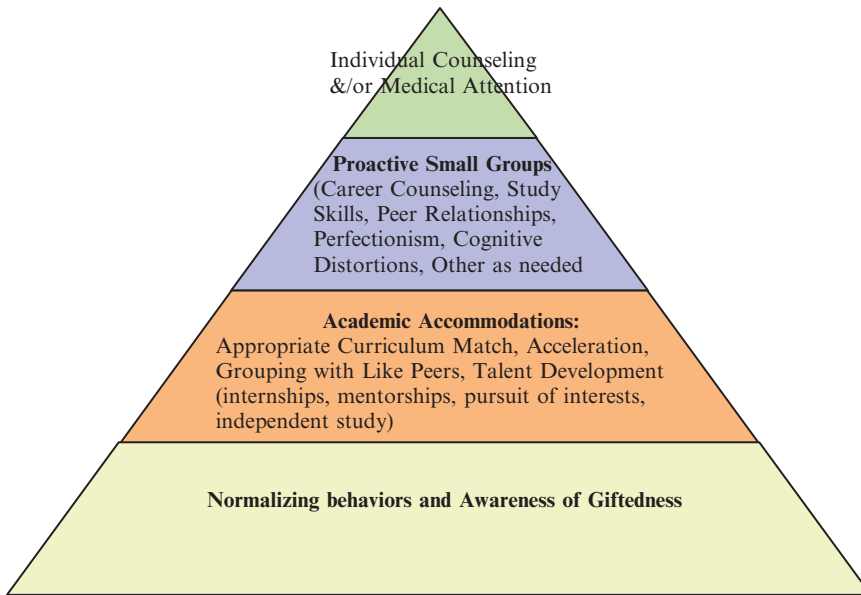 Individual Counseling
&/or Medical Attention
Proactive Small Groups
(Career Counseling, Study
Skills, Peer Relationships,
Perfectionism, Cognitive
Distortions, Other as needed
Academic Accommodations:
Appropriate Curriculum Match, Acceleration,
Grouping with Like Peers, Talent Development
(internships, mentorships, pursuit of interests,
independent study)
Normalizing behaviors and Awareness of Giftedness